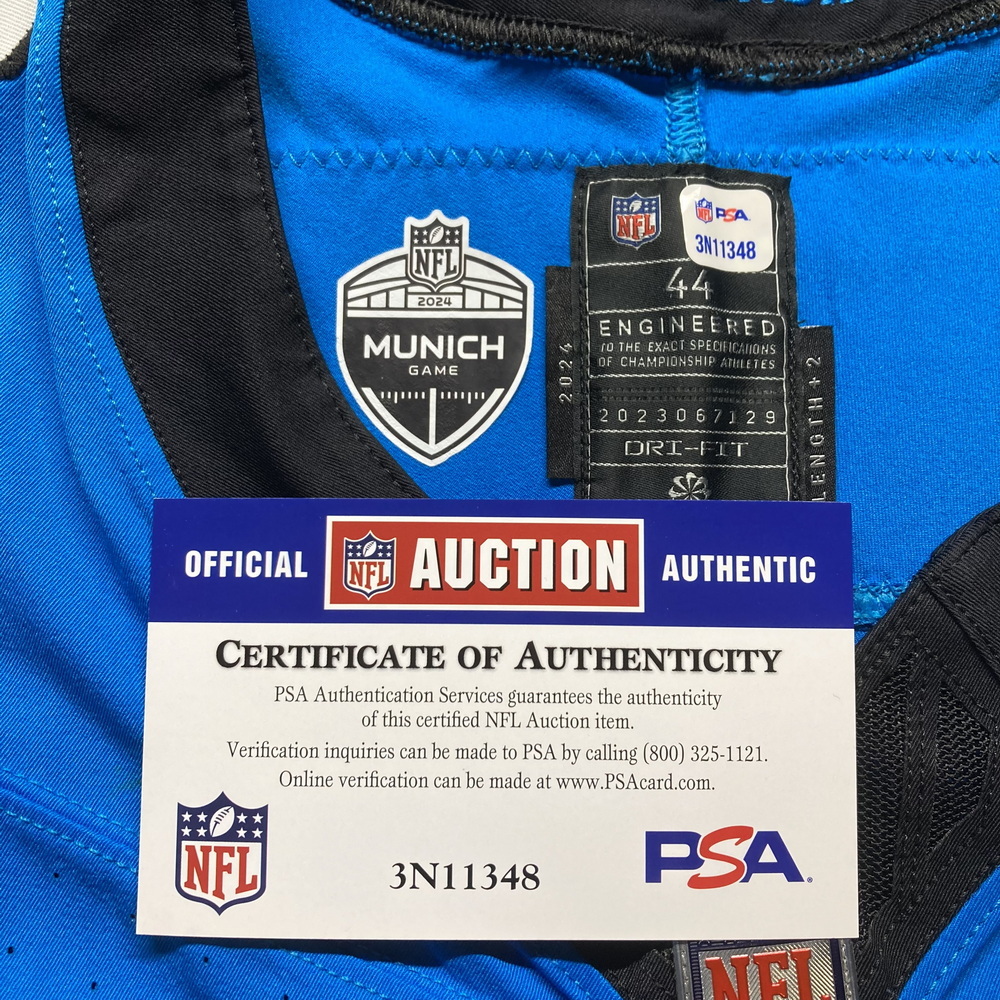 NFL
2024
MUNICH
GAME
NFL
NFL PSA
3N11348
44
ENGINEERED
TO THE EXACT SPECIFICATIONS
OF CHAMPIONSHIP ATHLETES
2024
2023067129
DRI-FIT
LENGTH+2
OFFICIAL NFL AUCTION AUTHENTIC
CERTIFICATE OF AUTHENTICITY
PSA Authentication Services guarantees the authenticity
of this certified NFL Auction item.
Verification inquiries can be made to PSA by calling (800) 325-1121.
Online verification can be made at www.PSAcard.com.
NFL
3N11348
PSA.
NFL